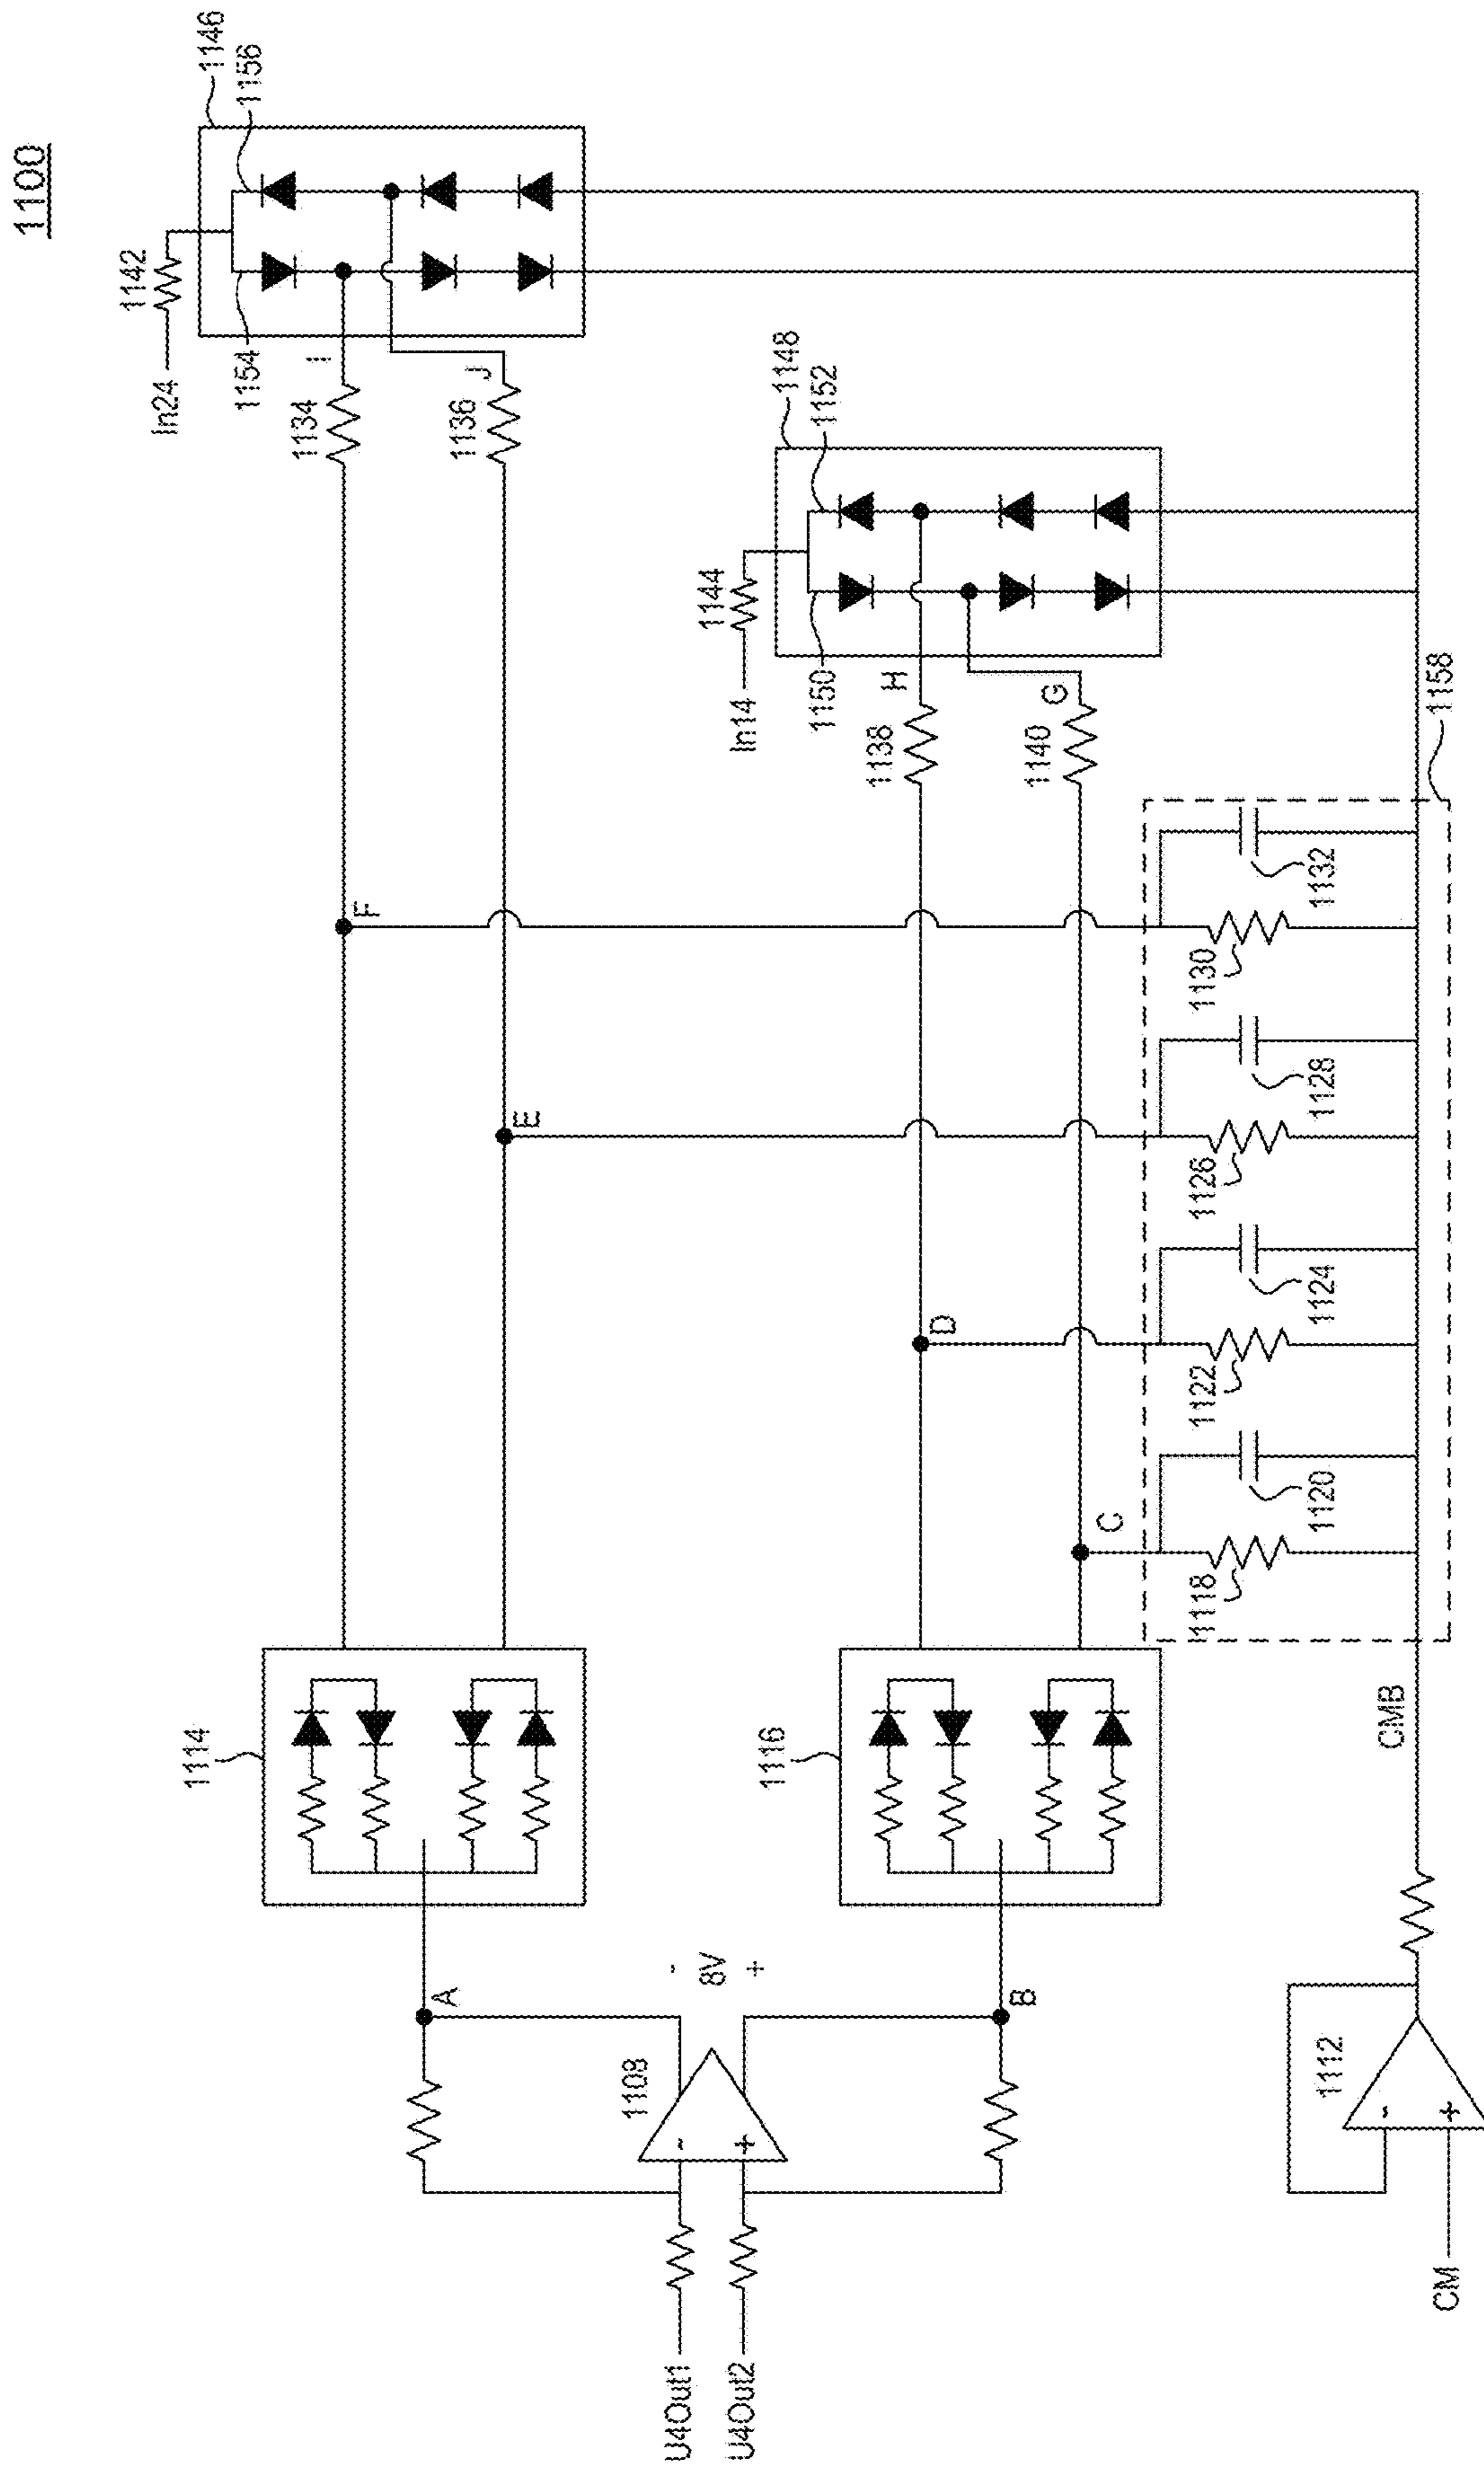 1100
1146
1156
1142
In24
1154
I
1134
J
1136
1148
1152
1144
In14
1150
H
1138
G
1140
1158
F
1132
1130
E
1128
1126
D
1124
1122
C
1120
1118
1114
1116
CMB
A
- 8V +
B
1108
-
+
1112
-
+
U4Out1
U4Out2
CM